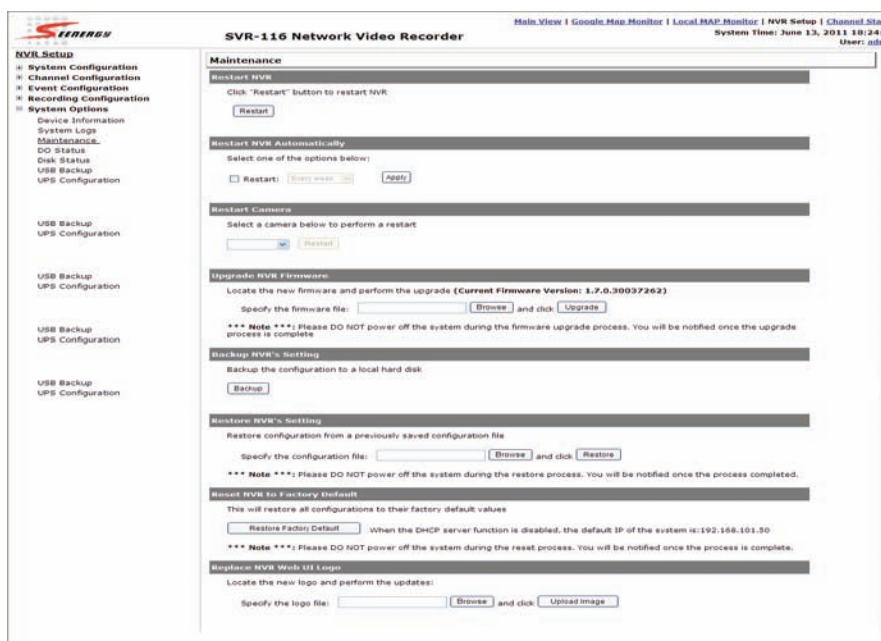 SEENERGY
SVR-116 Network Video Recorder
Main View | Google Map Monitor | Local MAP Monitor | NVR Setup | Channel Sta
System Time: June 13, 2011 18:24:
User: adm
NVR Setup
System Configuration
Channel Configuration
Event Configuration
Recording Configuration
System Options
Device Information
System Logs
Maintenance
DO Status
Disk Status
USB Backup
UPS Configuration
USB Backup
UPS Configuration
USB Backup
UPS Configuration
USB Backup
UPS Configuration
USB Backup
UPS Configuration
Maintenance
Restart NVR
Click "Restart" button to restart NVR
Restart
Restart NVR Automatically
Select one of the options below:
Restart: Every week Apply
Restart Camera
Select a camera below to perform a restart
Restart
Upgrade NVR Firmware
Locate the new firmware and perform the upgrade (Current Firmware Version: 1.7.0.30037262)
Specify the firmware file: Browse and click Upgrade
*** Note ***: Please DO NOT power off the system during the firmware upgrade process. You will be notified once the upgrade
process is complete
Backup NVR's Setting
Backup the configuration to a local hard disk
Backup
Restore NVR's Setting
Restore configuration from a previously saved configuration file
Specify the configuration file: Browse and click Restore
*** Note ***: Please DO NOT power off the system during the restore process. You will be notified once the process completed.
Reset NVR to Factory Default
This will restore all configurations to their factory default values
Restore Factory Default When the DHCP server function is disabled, the default IP of the system is:192.168.101.50
*** Note ***: Please DO NOT power off the system during the reset process. You will be notified once the process is complete.
Replace NVR Web UI Logo
Locate the new logo and perform the updates:
Specify the logo file: Browse and click Upload Image